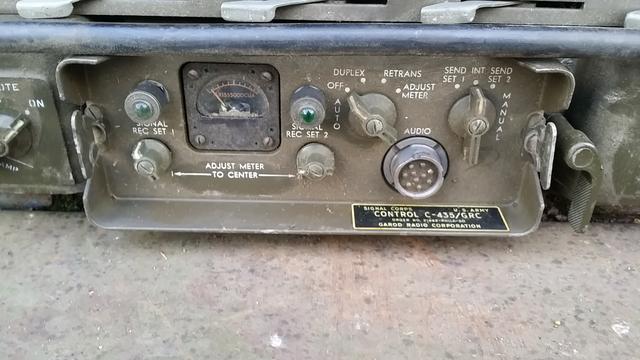 UTE
ON
SIGNAL
REC SET 1
SIGNAL
REC SET 2
ADJUST METER
TO CENTER
DUPLEX
RETRANS
OFF
ADJUST
METER
AUTO
SEND
SET 1
INT
SEND
SET 2
MANUAL
AUDIO
SIGNAL CORPS U.S. ARMY
CONTROL C-435/GRC
GAROD RADIO CORPORATION